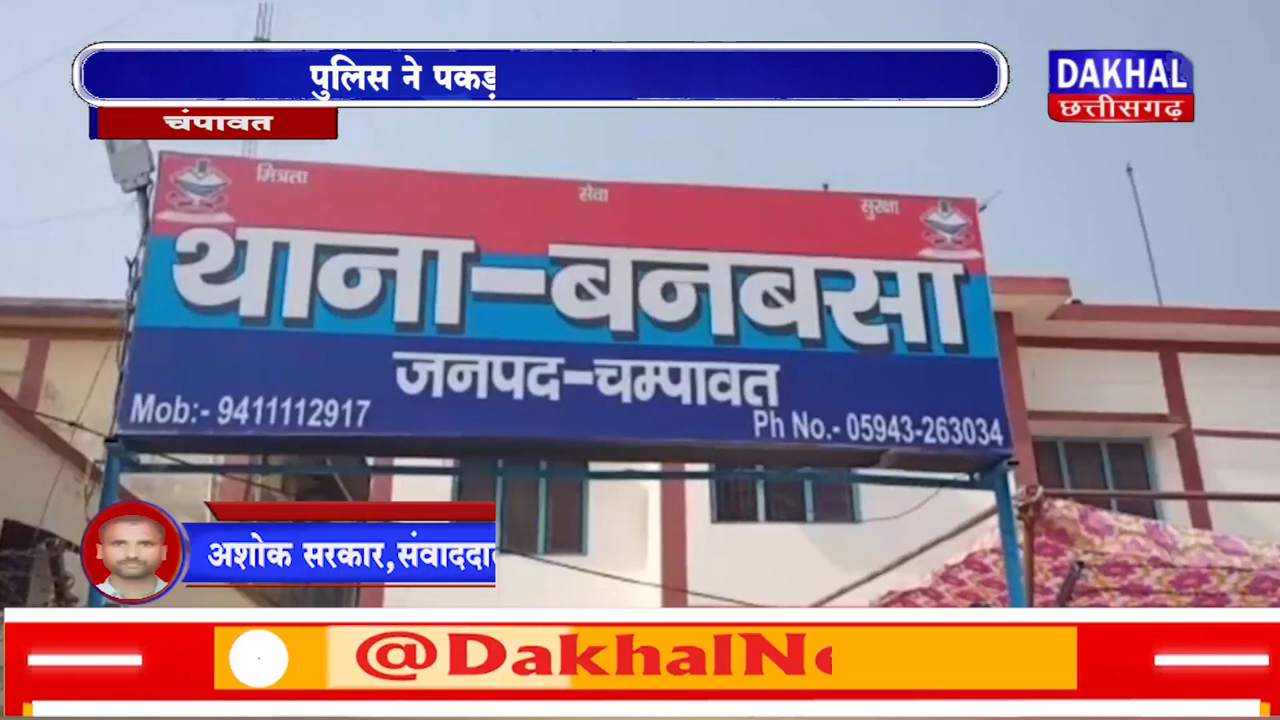 पुलिस ने पकड़
DAKHAL
छत्तीसगढ़
चंपावत
मित्रता सेवा सुरक्षा
थाना-बनबसा
जनपद-चम्पावत
Mob:- 9411112917
Ph No.- 05943-263034
अशोक सरकार,संवाददा
@DakhalNe